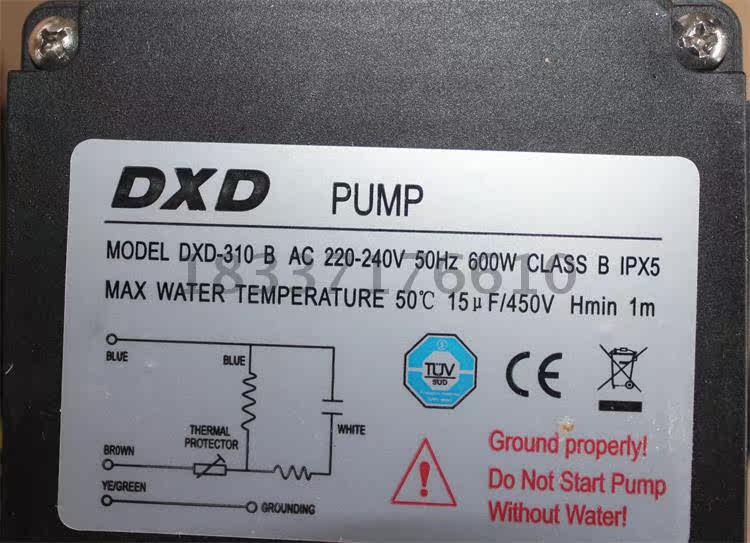 DXD PUMP
MODEL DXD-310 B AC 220-240V 50Hz 600W CLASS B IPX5
18337176610
MAX WATER TEMPERATURE 50℃ 15μF/450V Hmin 1m
BLUE
BLUE
WHITE
THERMAL
PROTECTOR
BROWN
YE/GREEN
GROUNDING
TÜV
SÜD
CE
Ground properly!
Do Not Start Pump
Without Water!